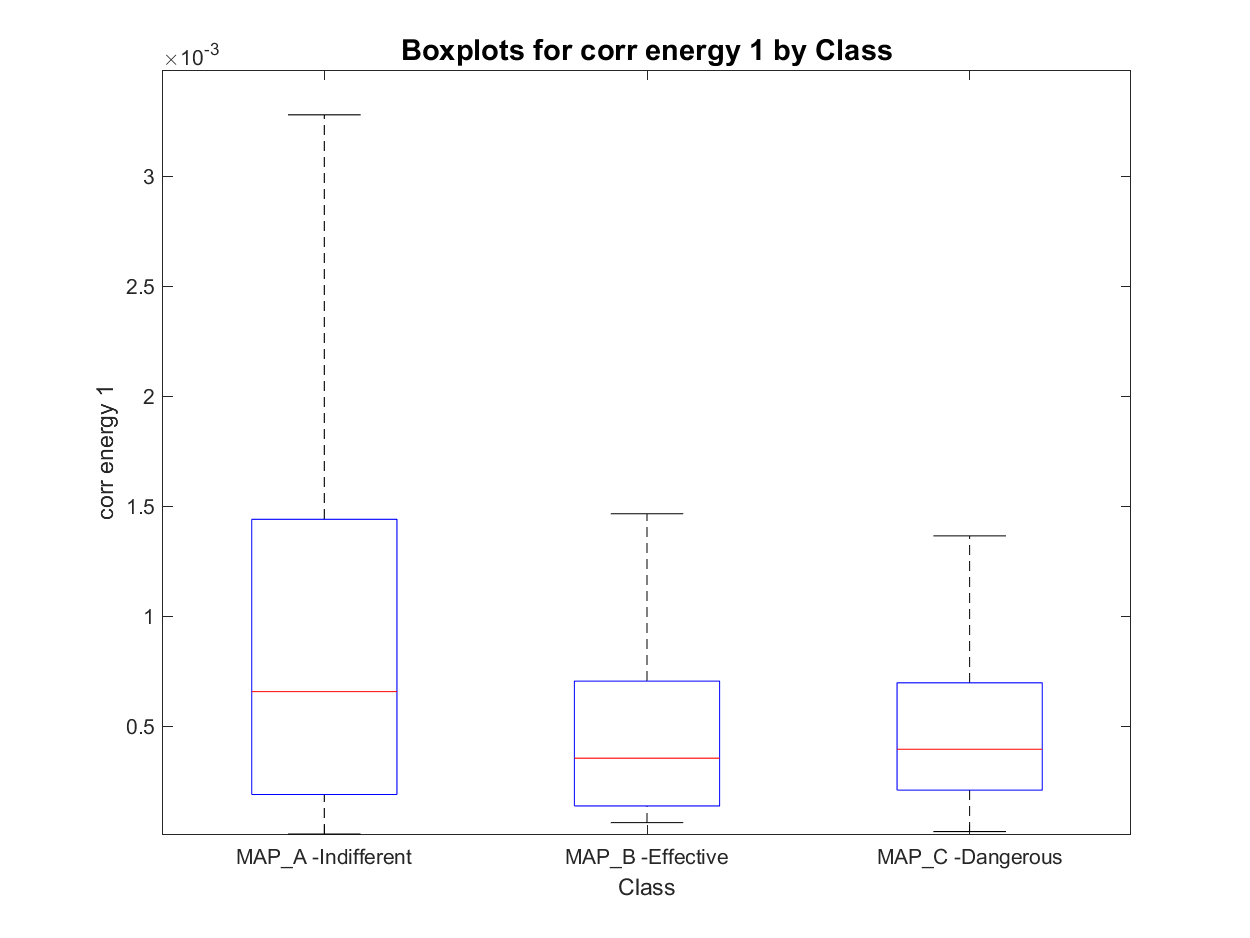 Boxplots for corr energy 1 by Class
×10-3
3
2.5
2
1.5
1
0.5
corr energy 1
MAP_A -Indifferent
MAP_B -Effective
MAP_C -Dangerous
Class